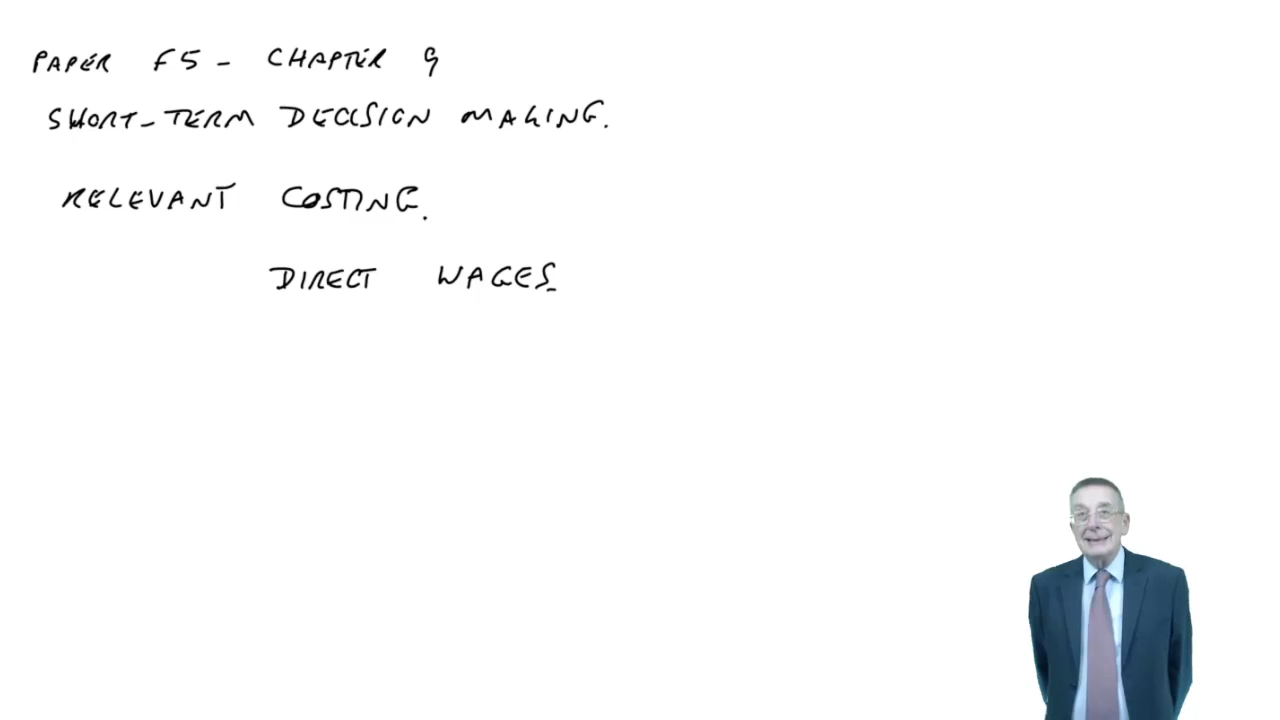 PAPER F5 - CHAPTER 9
SHORT-TERM DECISION MAKING.
RELEVANT COSTING.
DIRECT WAGES